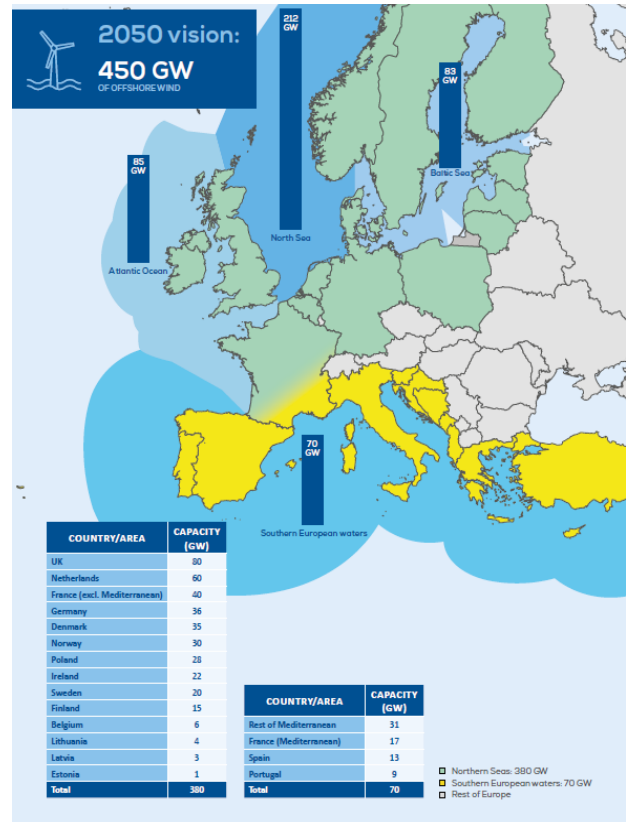 2050 vision:
450 GW
OF OFFSHORE WIND
212
GW
83
GW
Baltic Sea
85
GW
Atlantic Ocean
North Sea
70
GW
Southern European waters
COUNTRY/AREA CAPACITY (GW)
UK 80
Netherlands 60
France (excl. Mediterranean) 40
Germany 36
Denmark 35
Norway 30
Poland 28
Ireland 22
Sweden 20
Finland 15
Belgium 6
Lithuania 4
Latvia 3
Estonia 1
Total 380
COUNTRY/AREA CAPACITY (GW)
Rest of Mediterranean 31
France (Mediterranean) 17
Spain 13
Portugal 9
Total 70
Northern Seas: 380 GW
Southern European waters: 70 GW
Rest of Europe